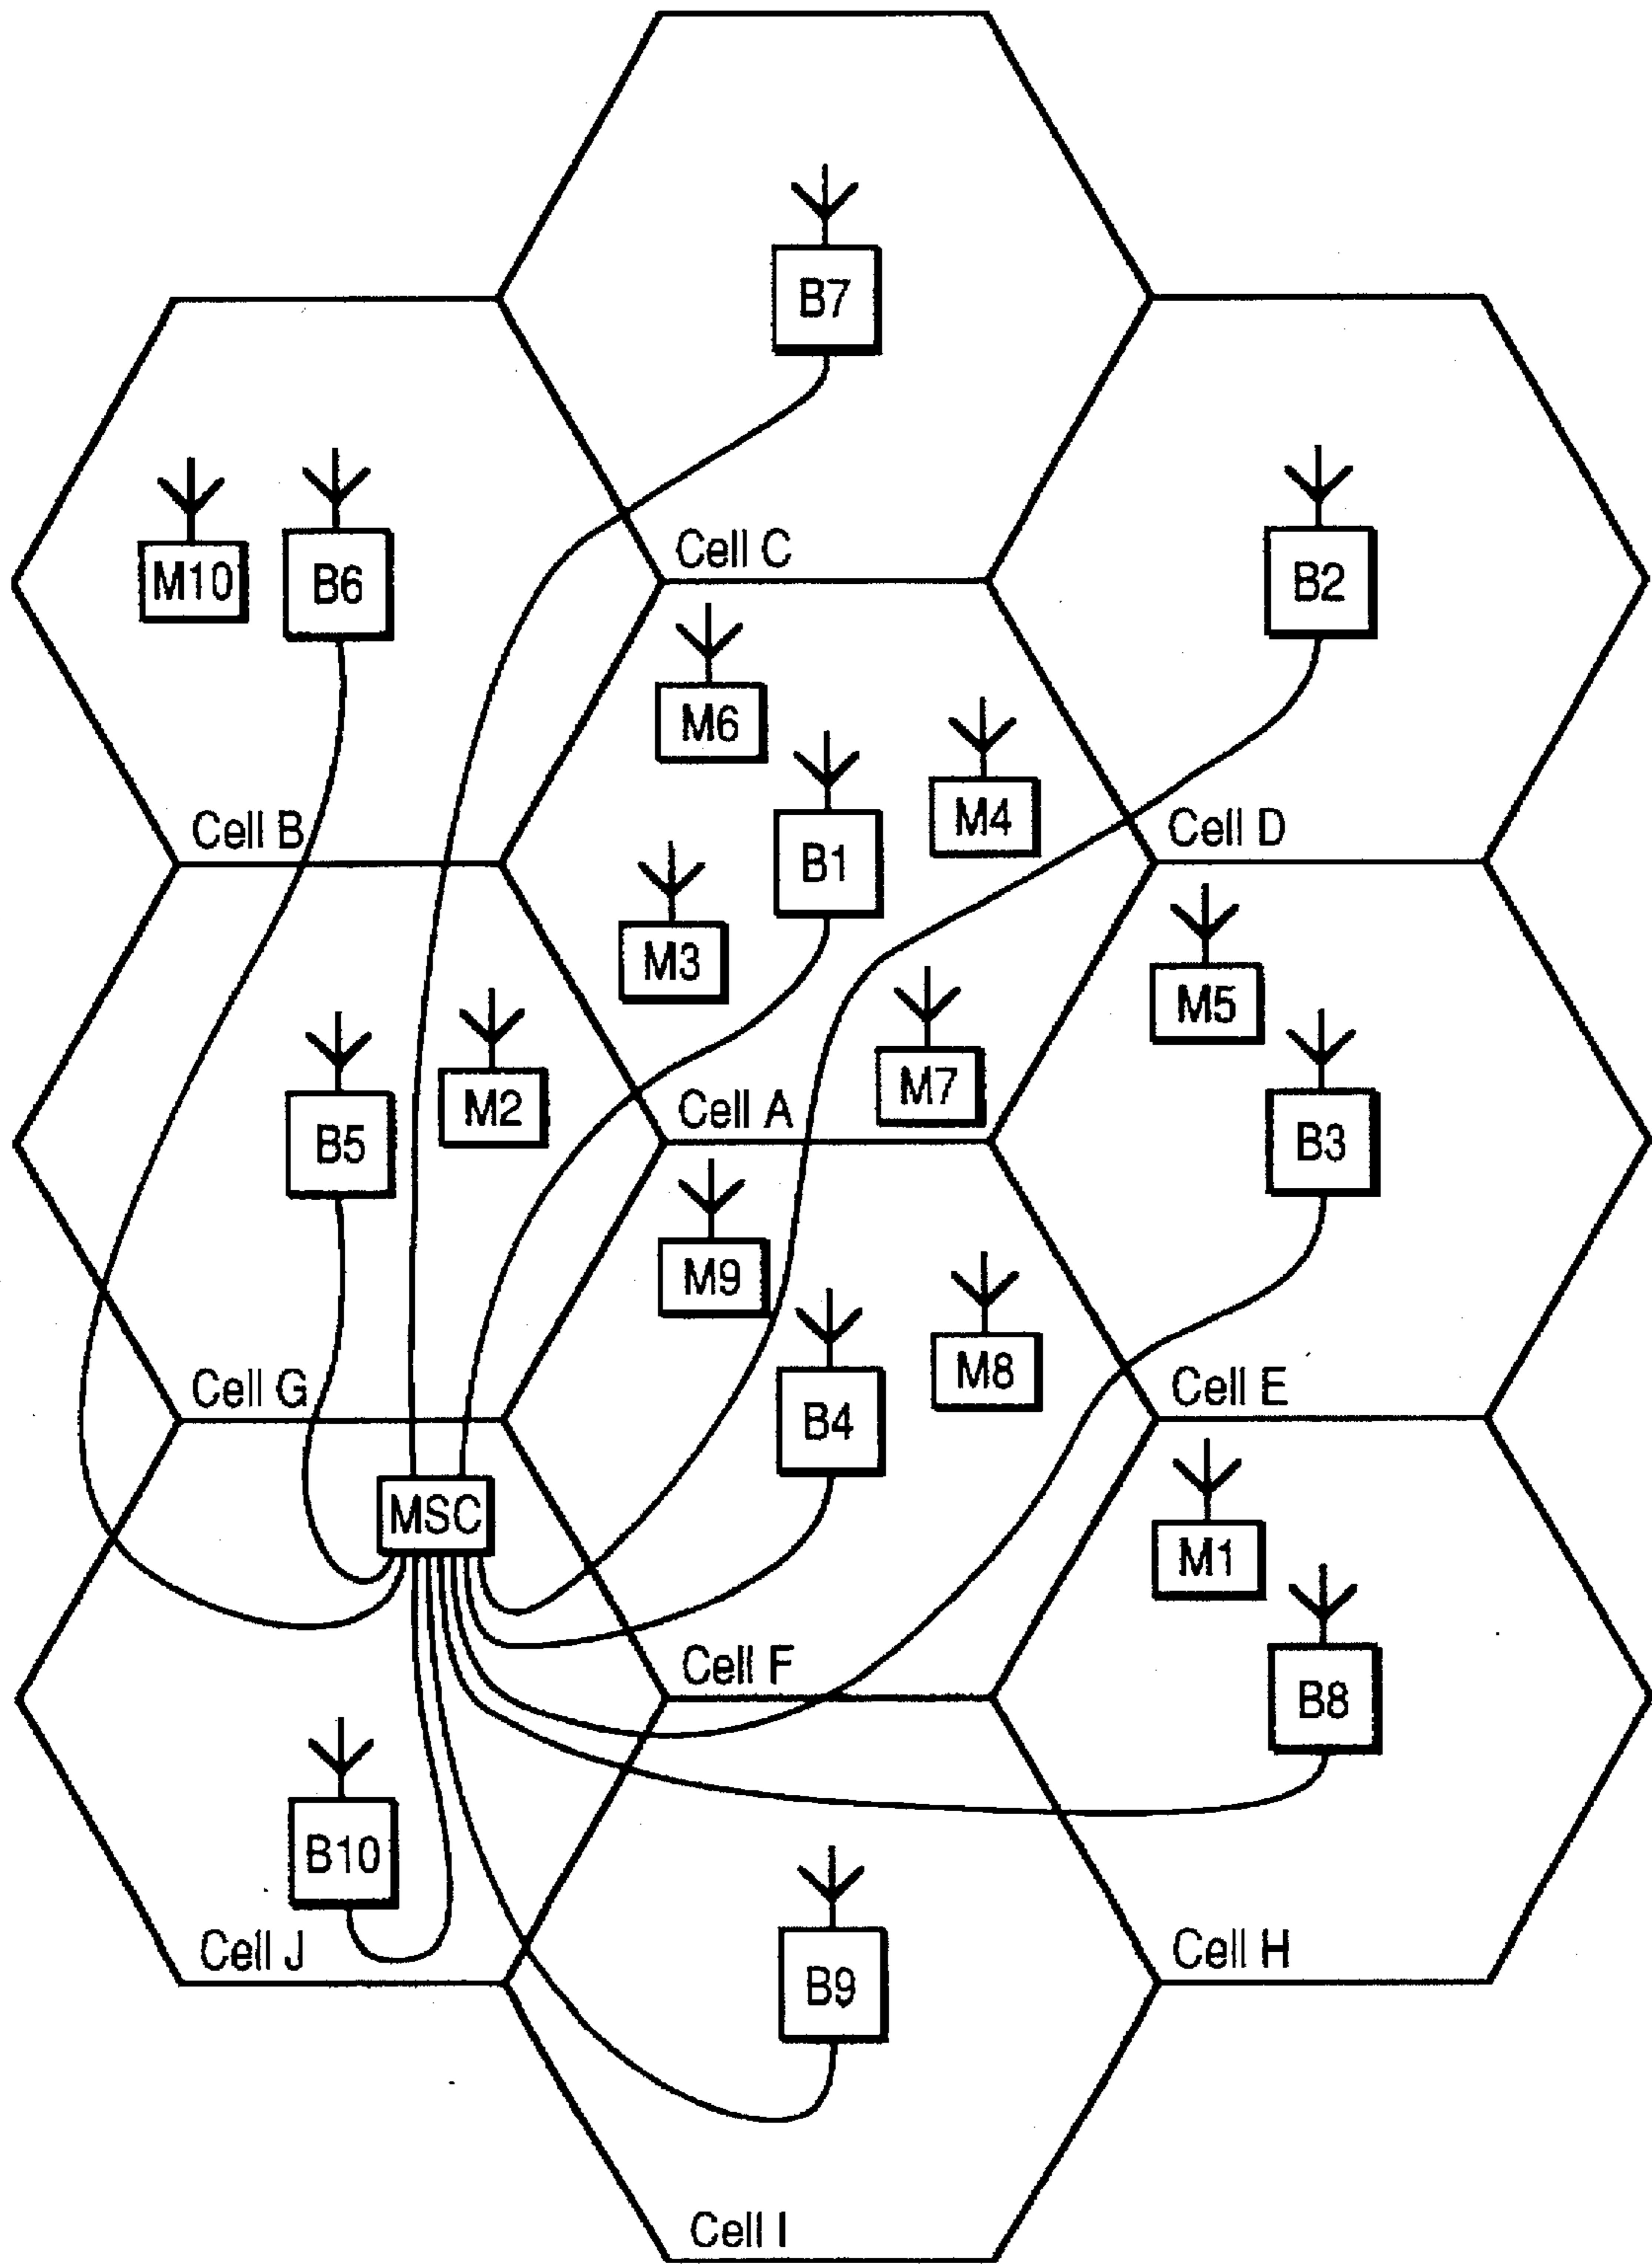 B7
M10
B6
Cell C
B2
M6
M4
Cell B
B1
Cell D
M3
M5
M2
M7
B5
Cell A
B3
M9
M8
Cell G
B4
Cell E
MSC
M1
Cell F
B8
B10
Cell J
B9
Cell H
Cell I